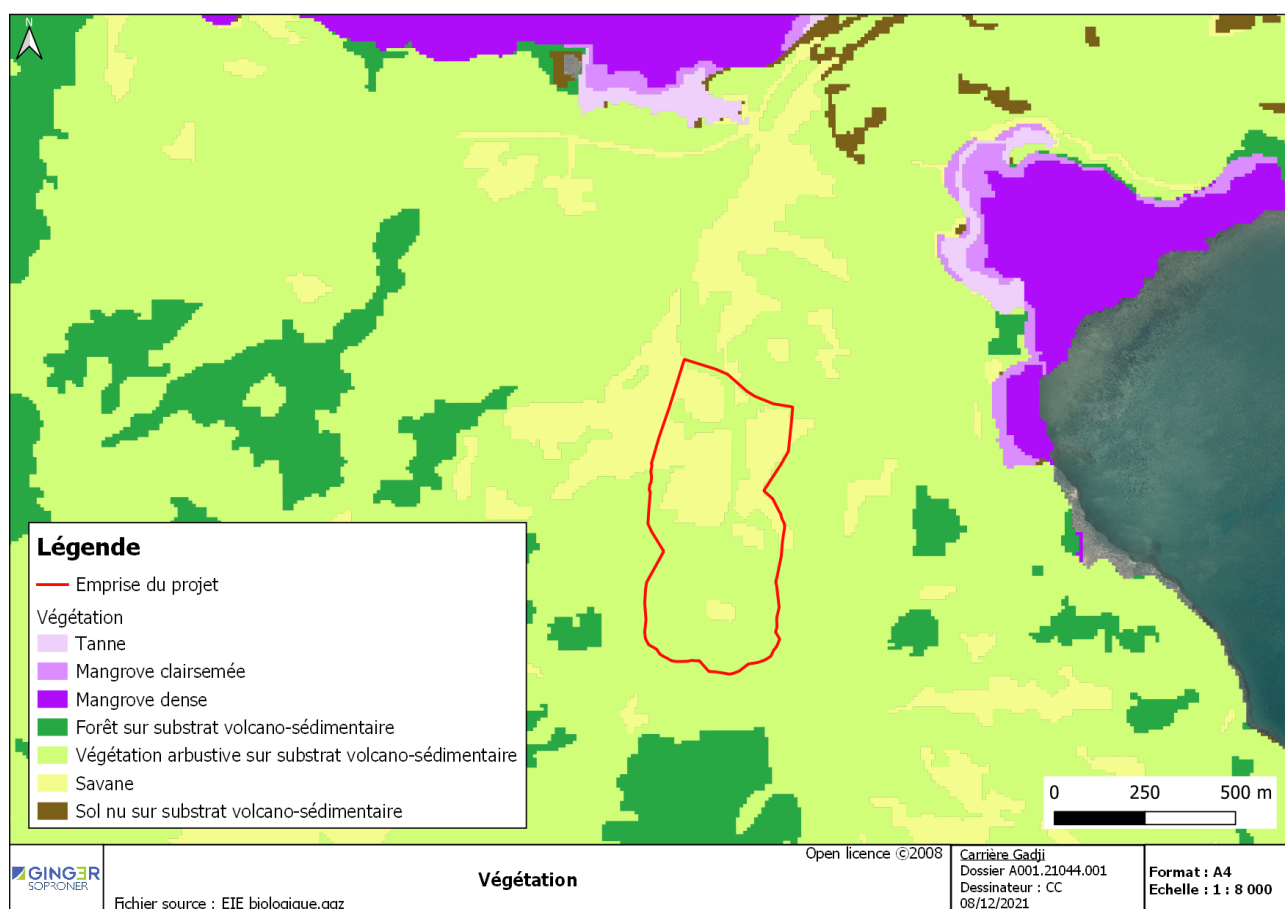 N
Légende
Emprise du projet
Végétation
Tanne
Mangrove clairsemée
Mangrove dense
Forêt sur substrat volcano-sédimentaire
Végétation arbustive sur substrat volcano-sédimentaire
Savane
Sol nu sur substrat volcano-sédimentaire
0 250 500 m
GINGER
SOPRONER
Fichier source : EIE biologique.qgz
Végétation
Open licence ©2008
Carrière Gadji
Dossier A001.21044.001
Dessinateur : CC
08/12/2021
Format : A4
Echelle : 1 : 8 000